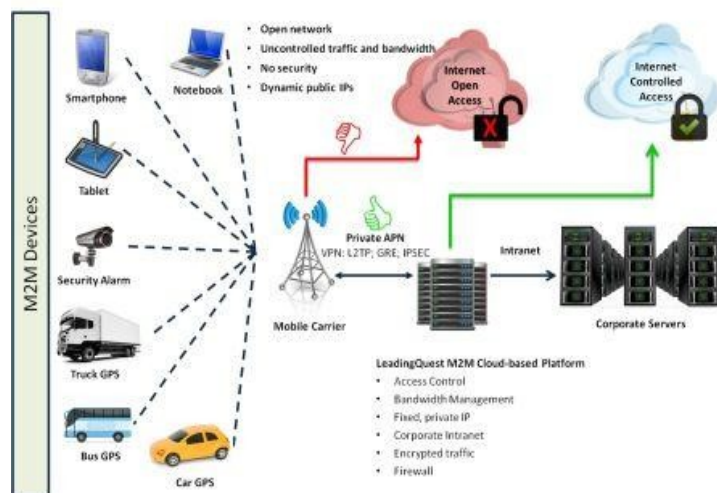 M2M Devices
Smartphone
Notebook
Tablet
Security Alarm
Truck GPS
Bus GPS
Car GPS
• Open network
• Uncontrolled traffic and bandwidth
• No security
• Dynamic public IPs
Internet
Open
Access
X
Internet
Controlled
Access
Private APN
VPN: L2TP; GRE; IPSEC
Mobile Carrier
Intranet
Corporate Servers
LeadingQuest M2M Cloud-based Platform
• Access Control
• Bandwidth Management
• Fixed, private IP
• Corporate Intranet
• Encrypted traffic
• Firewall